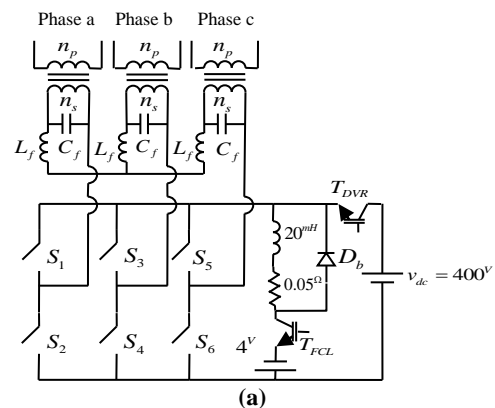 Phase a Phase b Phase c
n_p n_p n_p
n_s n_s n_s
L_f C_f L_f C_f L_f C_f
T_DVR
S_1 S_3 S_5 20^mH D_b
0.05^Ω v_dc = 400^V
S_2 S_4 S_6 4^V T_FCL
(a)